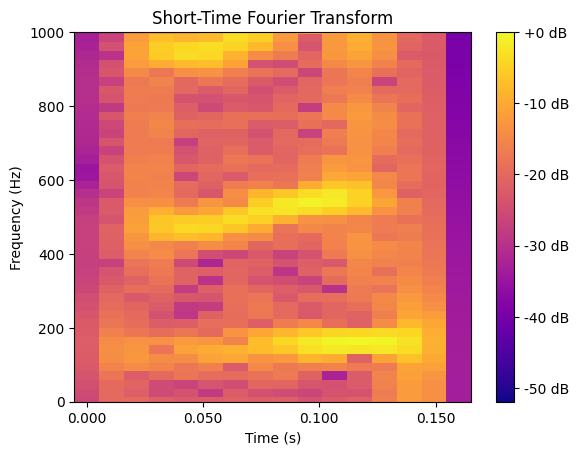 Short-Time Fourier Transform
Frequency (Hz)
1000
800
600
400
200
0
0.000
0.050
0.100
0.150
Time (s)
+0 dB
-10 dB
-20 dB
-30 dB
-40 dB
-50 dB